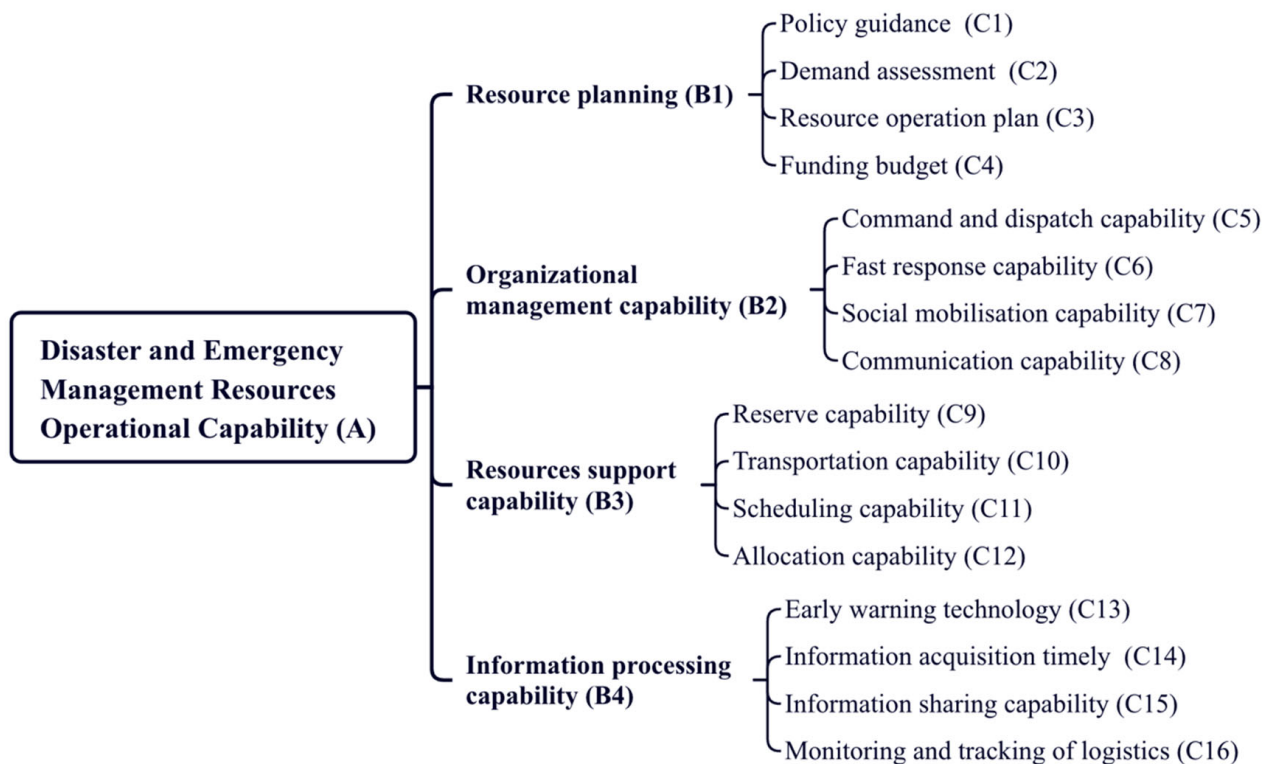 Disaster and Emergency
Management Resources
Operational Capability (A)
Resource planning (B1)
Policy guidance  (C1)
Demand assessment  (C2)
Resource operation plan (C3)
Funding budget (C4)
Organizational
management capability (B2)
Command and dispatch capability (C5)
Fast response capability (C6)
Social mobilisation capability (C7)
Communication capability (C8)
Resources support
capability (B3)
Reserve capability (C9)
Transportation capability (C10)
Scheduling capability (C11)
Allocation capability (C12)
Information processing
capability (B4)
Early warning technology (C13)
Information acquisition timely  (C14)
Information sharing capability (C15)
Monitoring and tracking of logistics (C16)